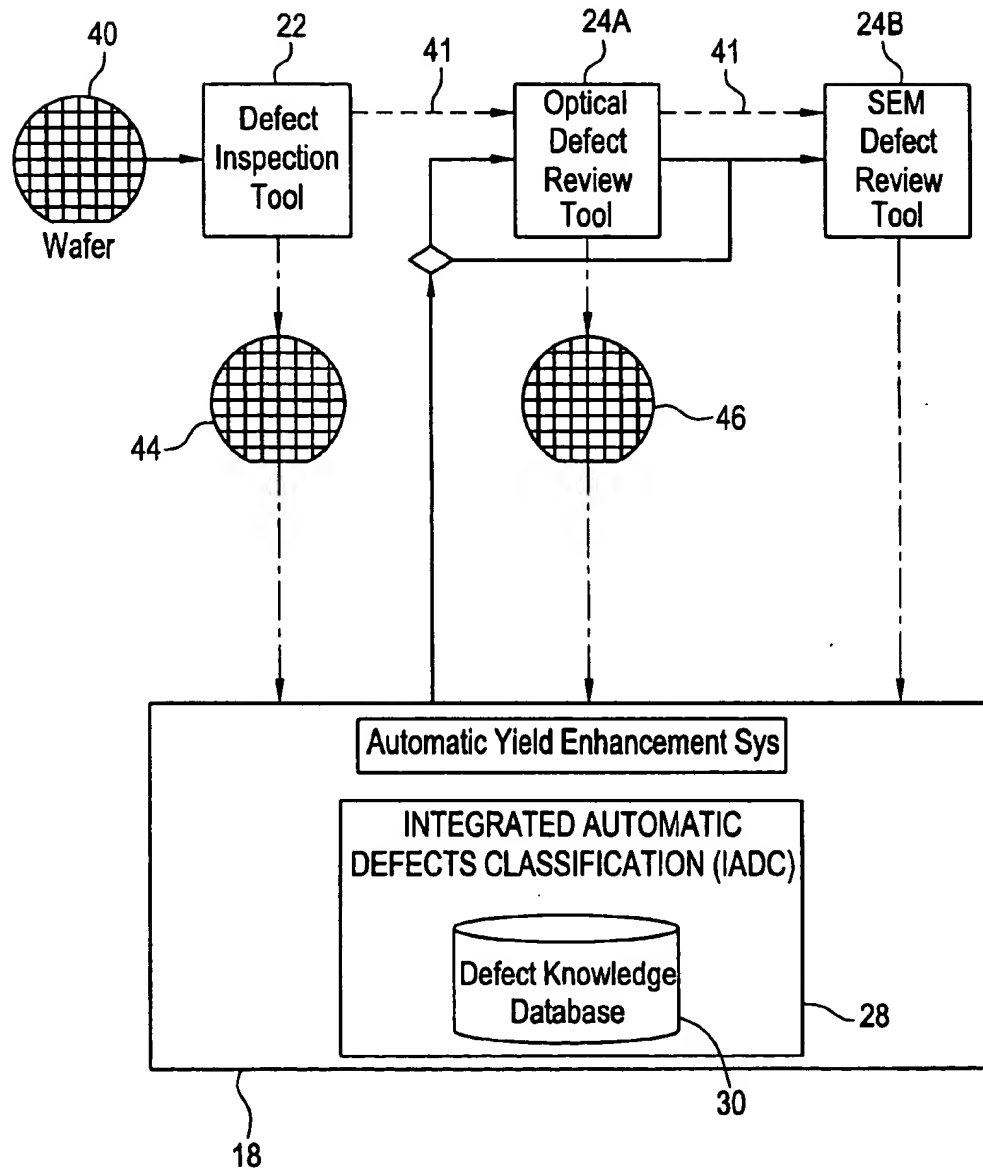 40
22
41
24A
41
24B
Defect
Inspection
Tool
Optical
Defect
Review
Tool
SEM
Defect
Review
Tool
Wafer
44
46
Automatic Yield Enhancement Sys
INTEGRATED AUTOMATIC
DEFECTS CLASSIFICATION (IADC)
Defect Knowledge
Database
28
30
18